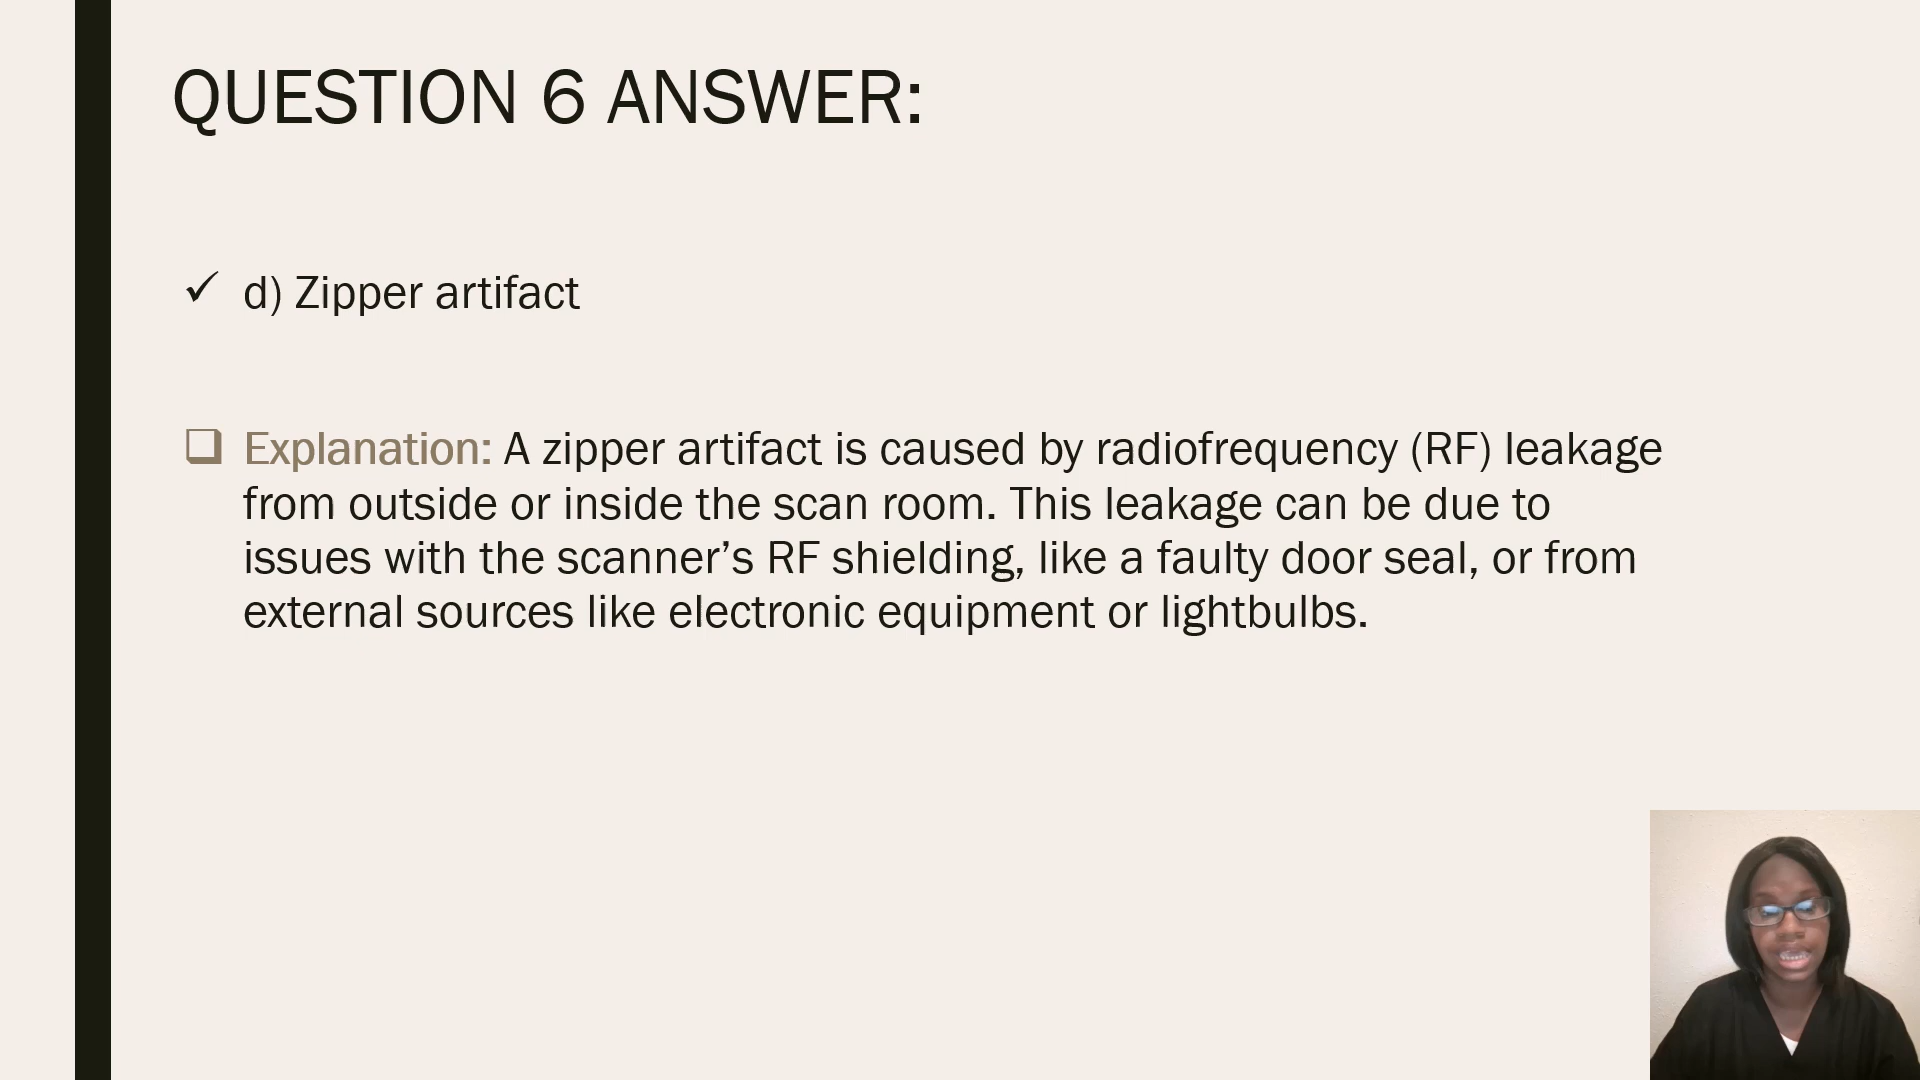 QUESTION 6 ANSWER:
✓ d) Zipper artifact
❑ Explanation: A zipper artifact is caused by radiofrequency (RF) leakage
from outside or inside the scan room. This leakage can be due to
issues with the scanner’s RF shielding, like a faulty door seal, or from
external sources like electronic equipment or lightbulbs.